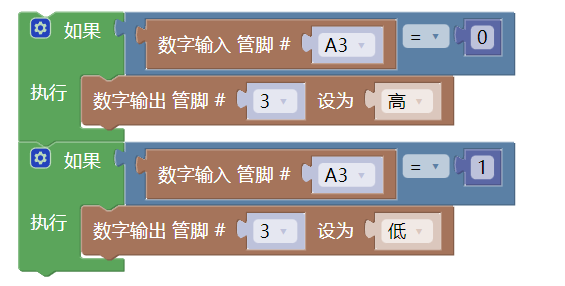 如果 数字输入 管脚 # A3 = 0
执行 数字输出 管脚 # 3 设为 高
如果 数字输入 管脚 # A3 = 1
执行 数字输出 管脚 # 3 设为 低